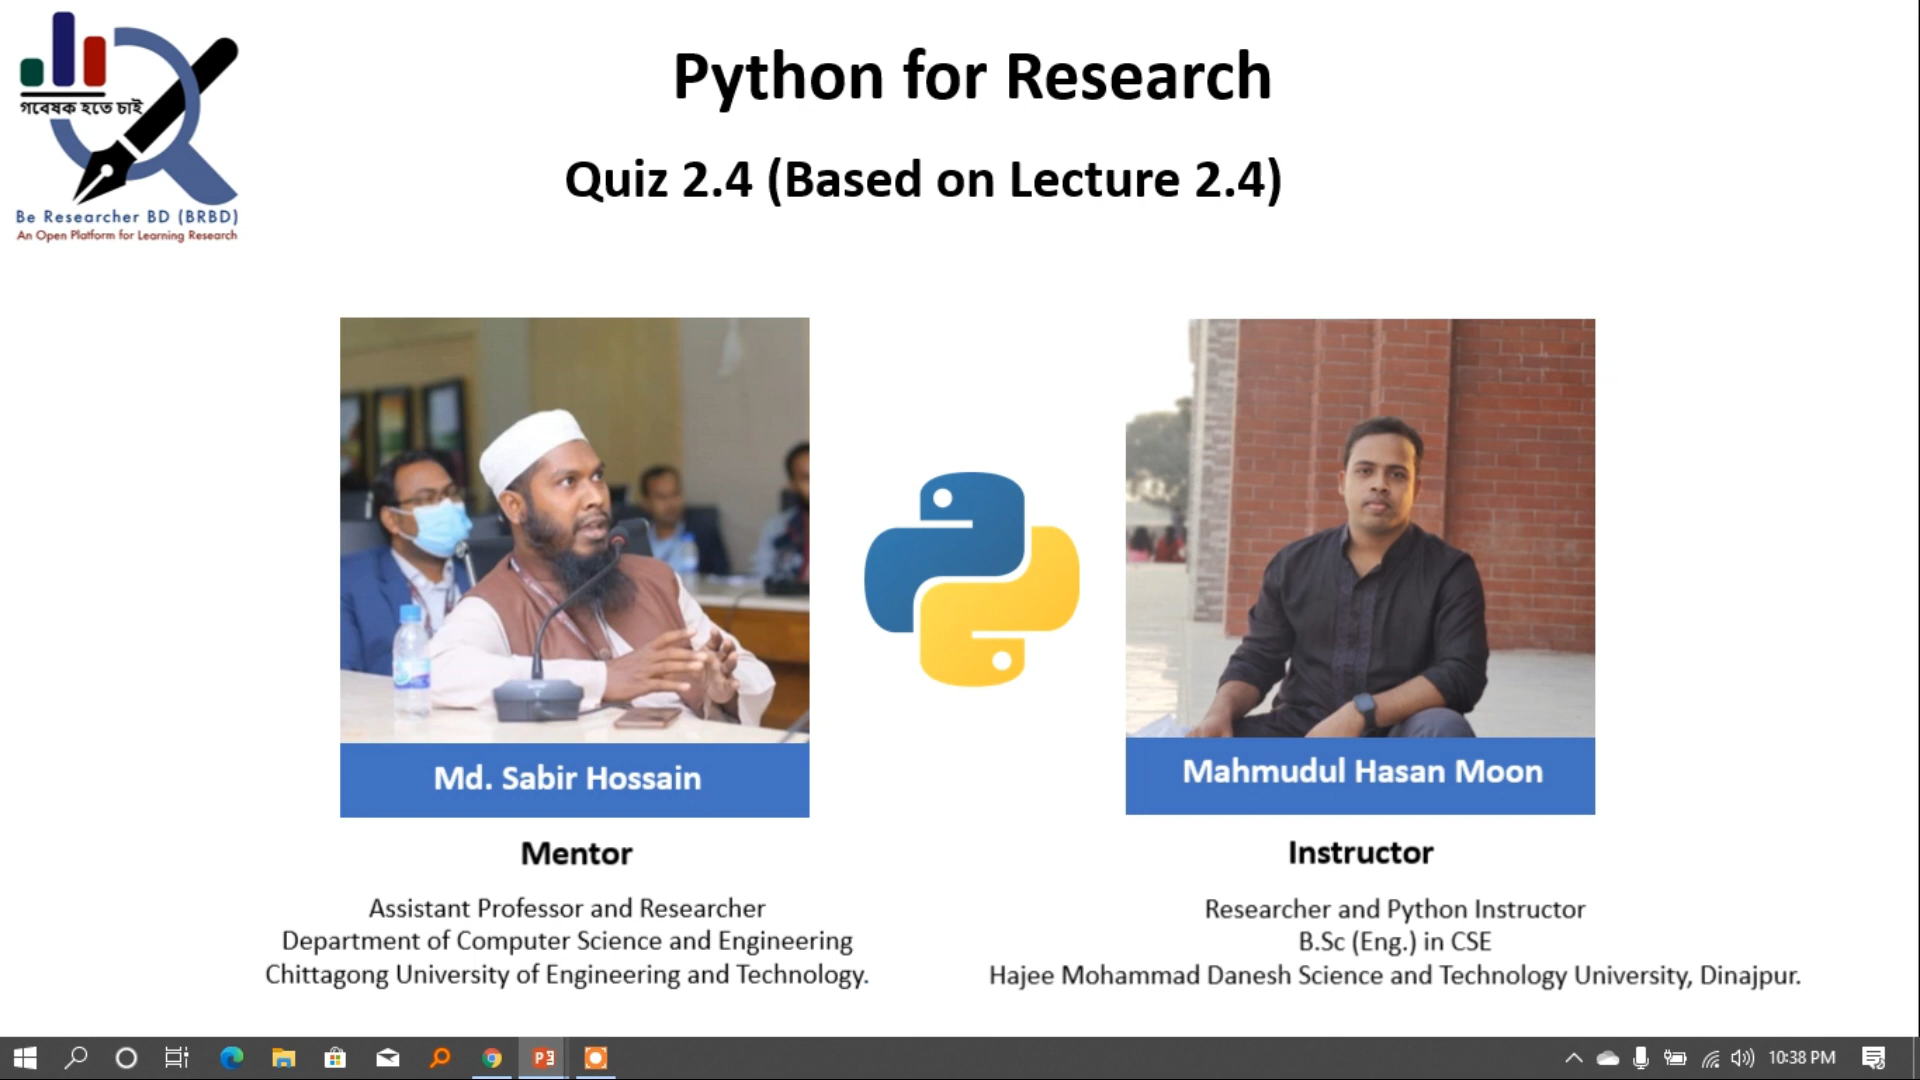 গবেষক হতে চাই
Be Researcher BD (BRBD)
An Open Platform for Learning Research
Python for Research
Quiz 2.4 (Based on Lecture 2.4)
Md. Sabir Hossain
Mentor
Assistant Professor and Researcher
Department of Computer Science and Engineering
Chittagong University of Engineering and Technology.
Mahmudul Hasan Moon
Instructor
Researcher and Python Instructor
B.Sc (Eng.) in CSE
Hajee Mohammad Danesh Science and Technology University, Dinajpur.
10:38 PM